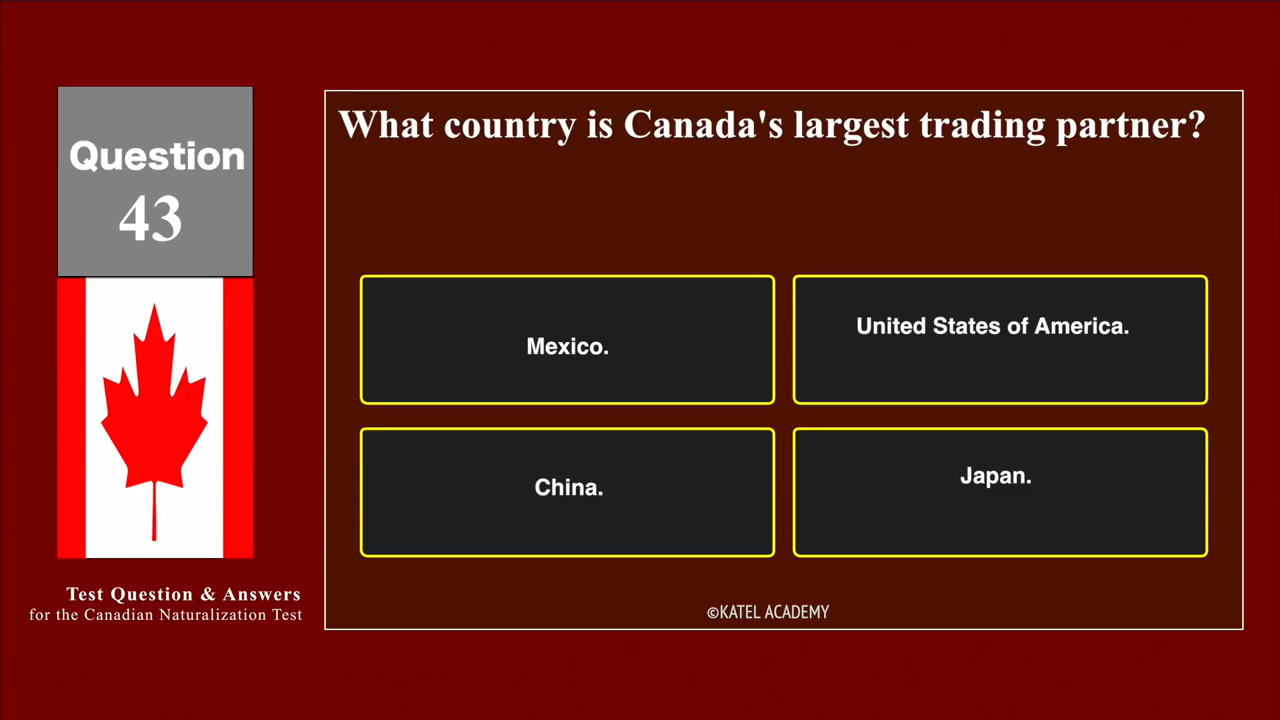 Question
43
What country is Canada's largest trading partner?
Mexico.
United States of America.
China.
Japan.
Test Question & Answers
for the Canadian Naturalization Test
©KATEL ACADEMY